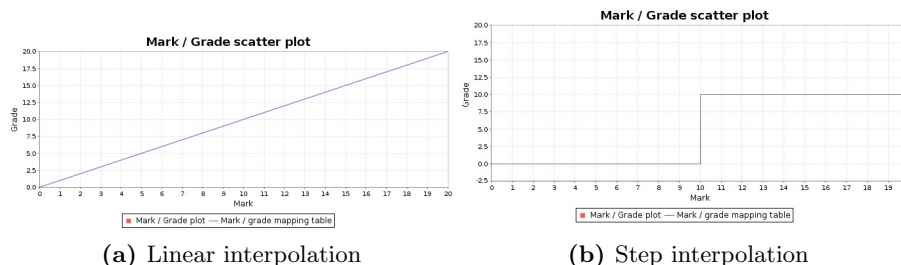 Mark / Grade scatter plot
20.0
17.5
15.0
12.5
10.0
7.5
5.0
2.5
0.0
Grade
0 1 2 3 4 5 6 7 8 9 10 11 12 13 14 15 16 17 18 19 20
Mark
Mark / Grade plot — Mark / grade mapping table
(a) Linear interpolation
Mark / Grade scatter plot
20.0
17.5
15.0
12.5
10.0
7.5
5.0
2.5
0.0
-2.5
Grade
0 1 2 3 4 5 6 7 8 9 10 11 12 13 14 15 16 17 18 19
Mark
Mark / Grade plot — Mark / grade mapping table
(b) Step interpolation